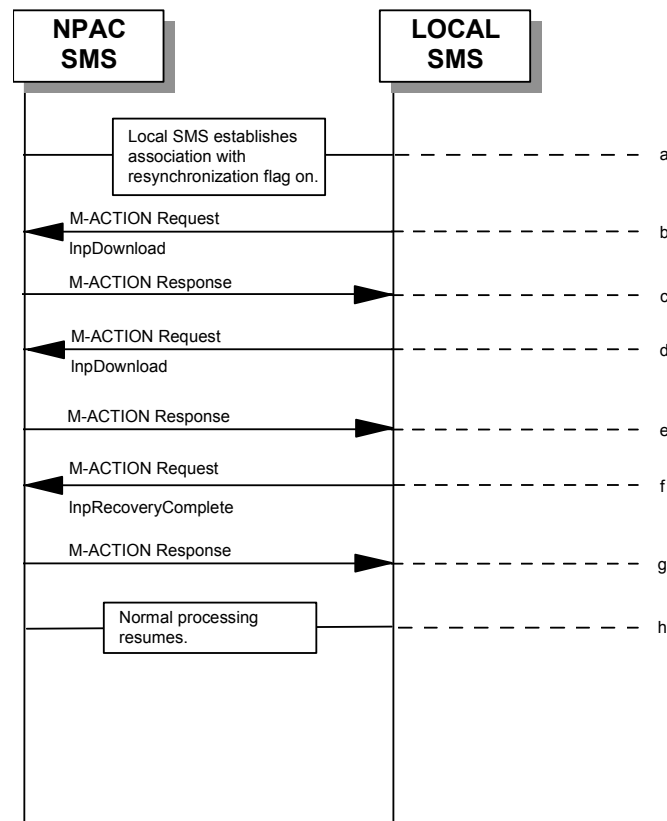 NPAC
SMS
LOCAL
SMS
Local SMS establishes
association with
resynchronization flag on.
a
M-ACTION Request
b
lnpDownload
M-ACTION Response
c
M-ACTION Request
d
lnpDownload
M-ACTION Response
e
M-ACTION Request
f
lnpRecoveryComplete
M-ACTION Response
g
Normal processing
resumes.
h